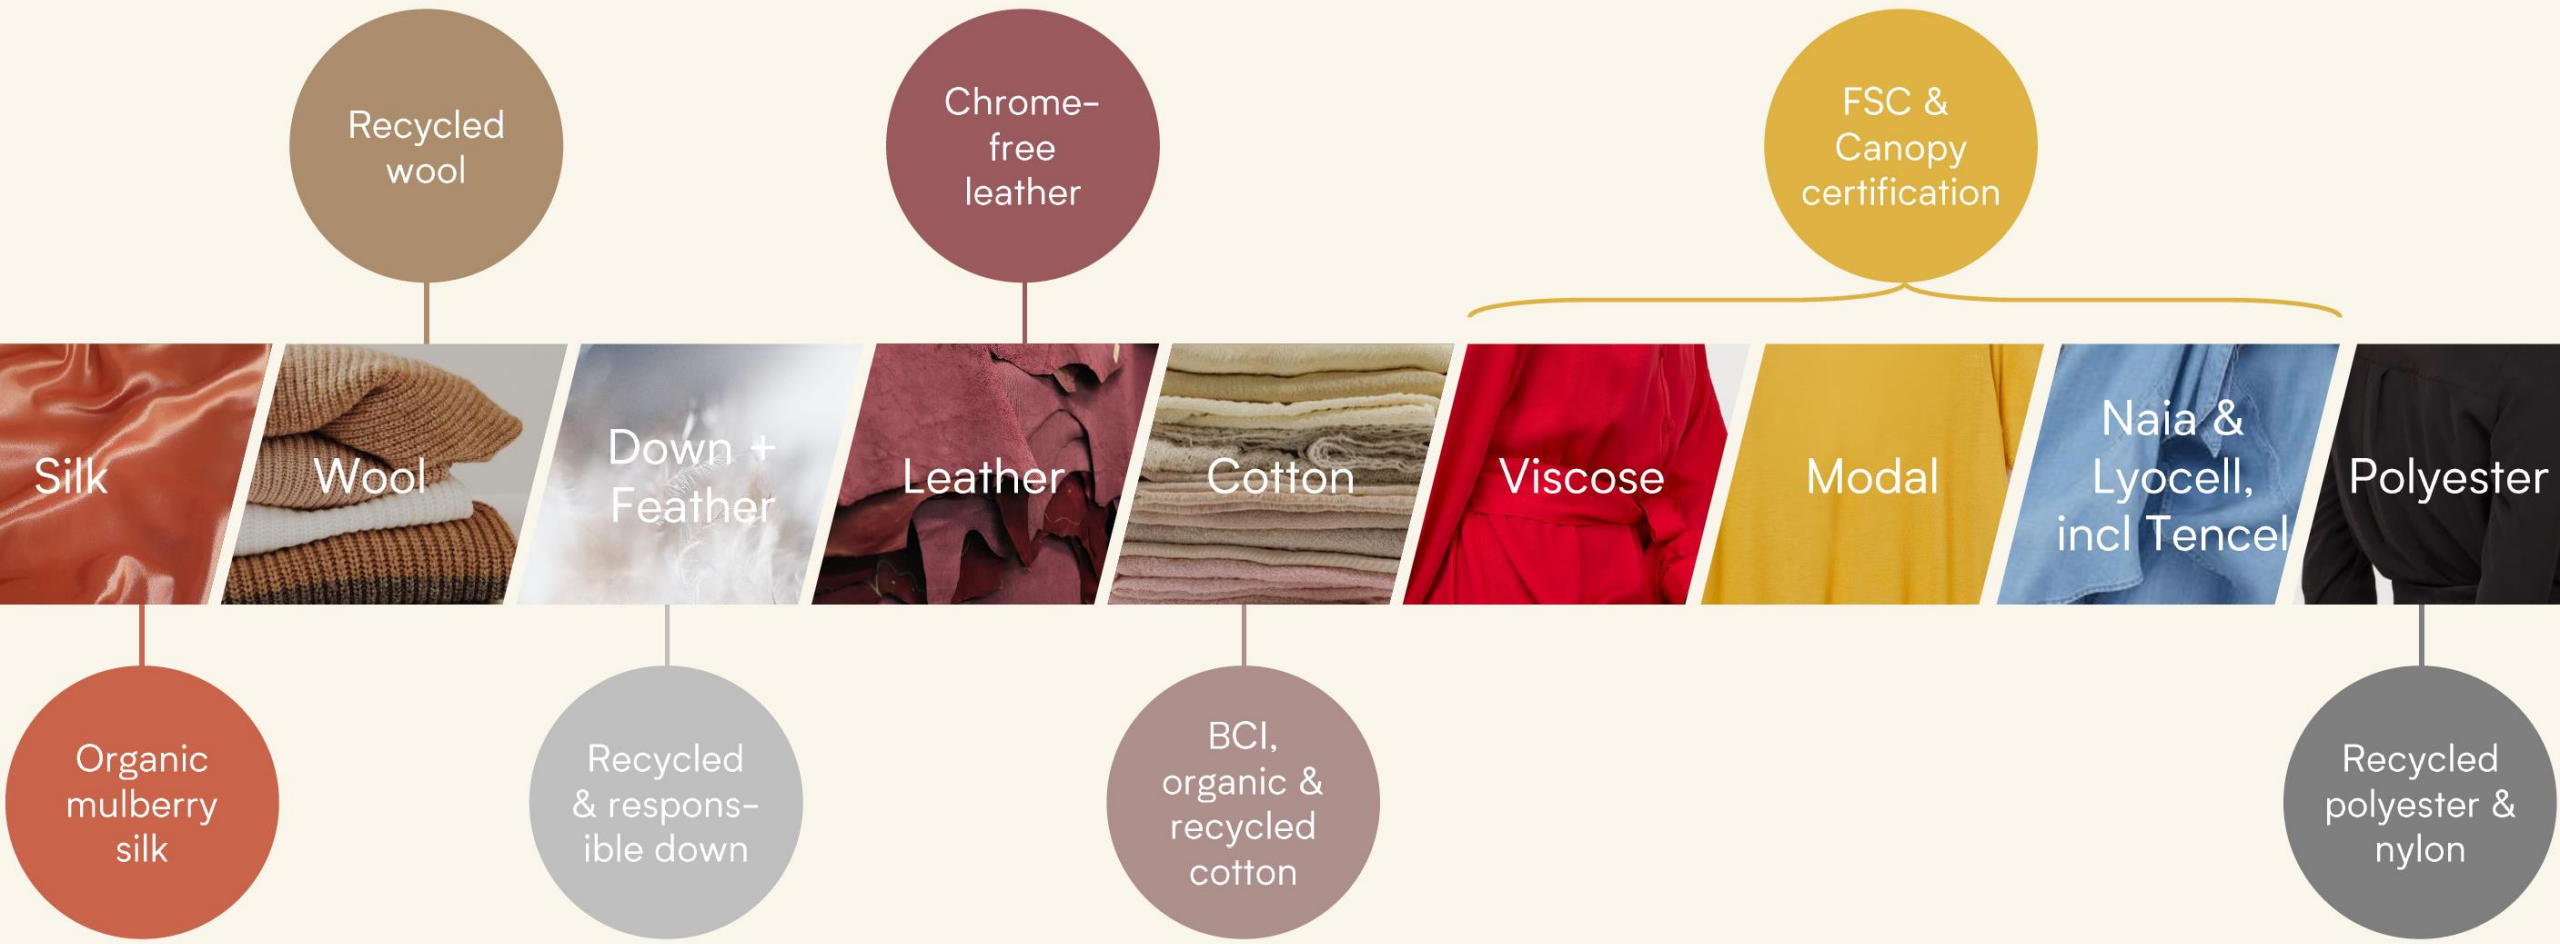 Recycled
wool
Chrome-
free
leather
FSC &
Canopy
certification
Silk
Wool
Down +
Feather
Leather
Cotton
Viscose
Modal
Naia &
Lyocell,
incl Tencel
Polyester
Organic
mulberry
silk
Recycled
& respons-
ible down
BCI,
organic &
recycled
cotton
Recycled
polyester &
nylon